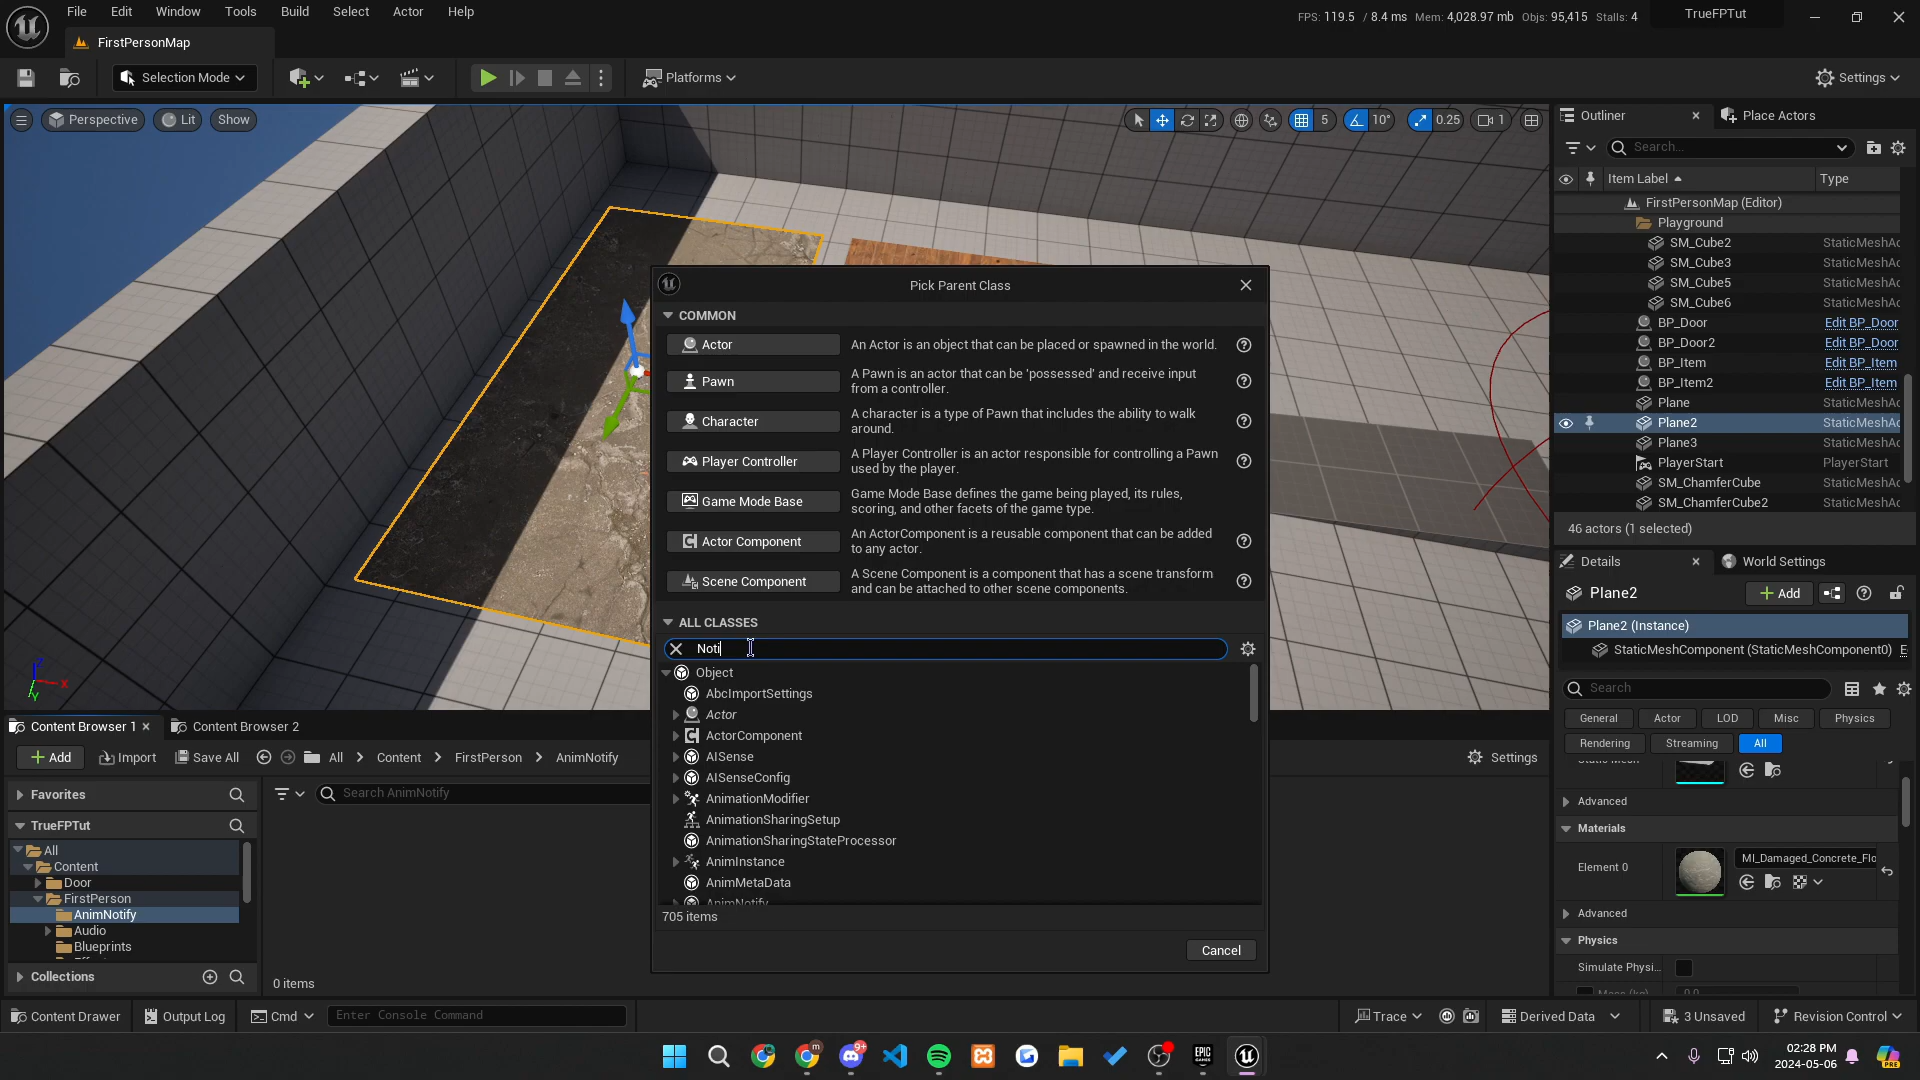 File Edit Window Tools Build Select Actor Help
FPS: 119.5 / 8.4 ms Mem: 4,028.97 mb Objs: 95,415 Stalls: 4
TrueFPTut
FirstPersonMap
Selection Mode
Platforms
Settings
Perspective
Lit
Show
5
10°
0.25
1
Outliner
Place Actors
Search...
Item Label
Type
FirstPersonMap (Editor)
Playground
SM_Cube2 StaticMeshAc
SM_Cube3 StaticMeshAc
SM_Cube5 StaticMeshAc
SM_Cube6 StaticMeshAc
BP_Door Edit BP_Door
BP_Door2 Edit BP_Door
BP_Item Edit BP_Item
BP_Item2 Edit BP_Item
Plane StaticMeshAc
Plane2 StaticMeshAc
Plane3 StaticMeshAc
PlayerStart PlayerStart
SM_ChamferCube StaticMeshAc
SM_ChamferCube2 StaticMeshAc
46 actors (1 selected)
Details
World Settings
Plane2
Add
Plane2 (Instance)
StaticMeshComponent (StaticMeshComponent0) E
Search
General Actor LOD Misc Physics
Rendering Streaming All
Advanced
Materials
Element 0
MI_Damaged_Concrete_Flo
Advanced
Physics
Simulate Physi...
Pick Parent Class
COMMON
Actor
An Actor is an object that can be placed or spawned in the world.
Pawn
A Pawn is an actor that can be 'possessed' and receive input
from a controller.
Character
A character is a type of Pawn that includes the ability to walk
around.
Player Controller
A Player Controller is an actor responsible for controlling a Pawn
used by the player.
Game Mode Base
Game Mode Base defines the game being played, its rules,
scoring, and other facets of the game type.
Actor Component
An ActorComponent is a reusable component that can be added
to any actor.
Scene Component
A Scene Component is a component that has a scene transform
and can be attached to other scene components.
ALL CLASSES
Noti
Object
AbcImportSettings
Actor
ActorComponent
AISense
AISenseConfig
AnimationModifier
AnimationSharingSetup
AnimationSharingStateProcessor
AnimInstance
AnimMetaData
AnimNotify
705 items
Cancel
Content Browser 1
Content Browser 2
Add
Import
Save All
All
Content
FirstPerson
AnimNotify
Settings
Favorites
Search AnimNotify
TrueFPTut
All
Content
Door
FirstPerson
AnimNotify
Audio
Blueprints
Collections
0 items
Content Drawer
Output Log
Cmd
Enter Console Command
Trace
Derived Data
3 Unsaved
Revision Control
m
9+
EPIC
GAMES
02:28 PM
2024-05-06
PRE